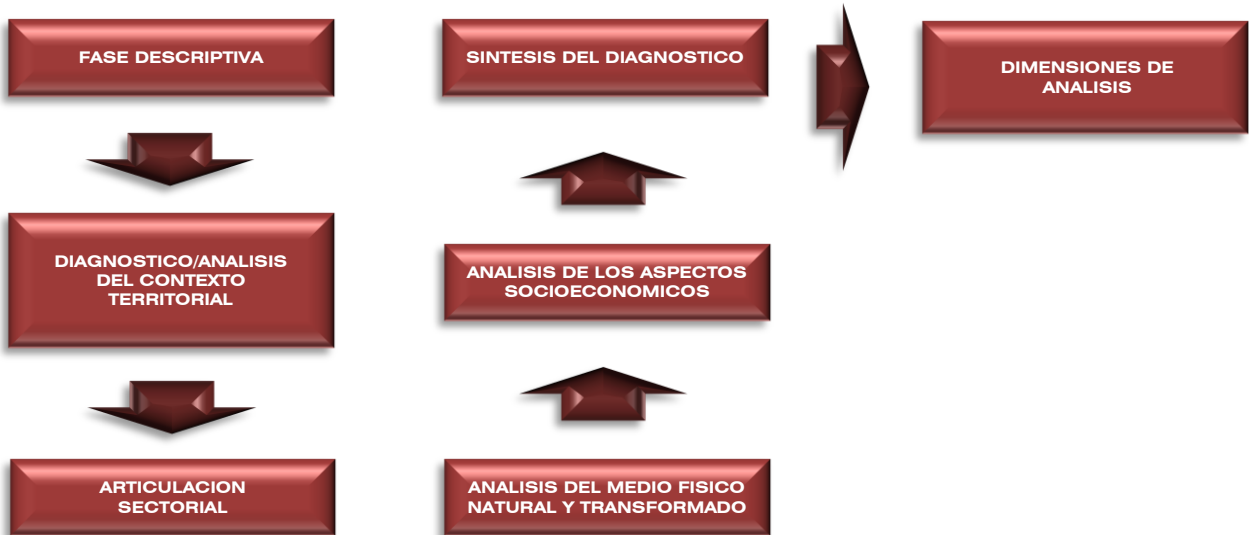 FASE DESCRIPTIVA
DIAGNOSTICO/ANALISIS
DEL CONTEXTO
TERRITORIAL
ARTICULACION
SECTORIAL
SINTESIS DEL DIAGNOSTICO
ANALISIS DE LOS ASPECTOS
SOCIOECONOMICOS
ANALISIS DEL MEDIO FISICO
NATURAL Y TRANSFORMADO
DIMENSIONES DE
ANALISIS